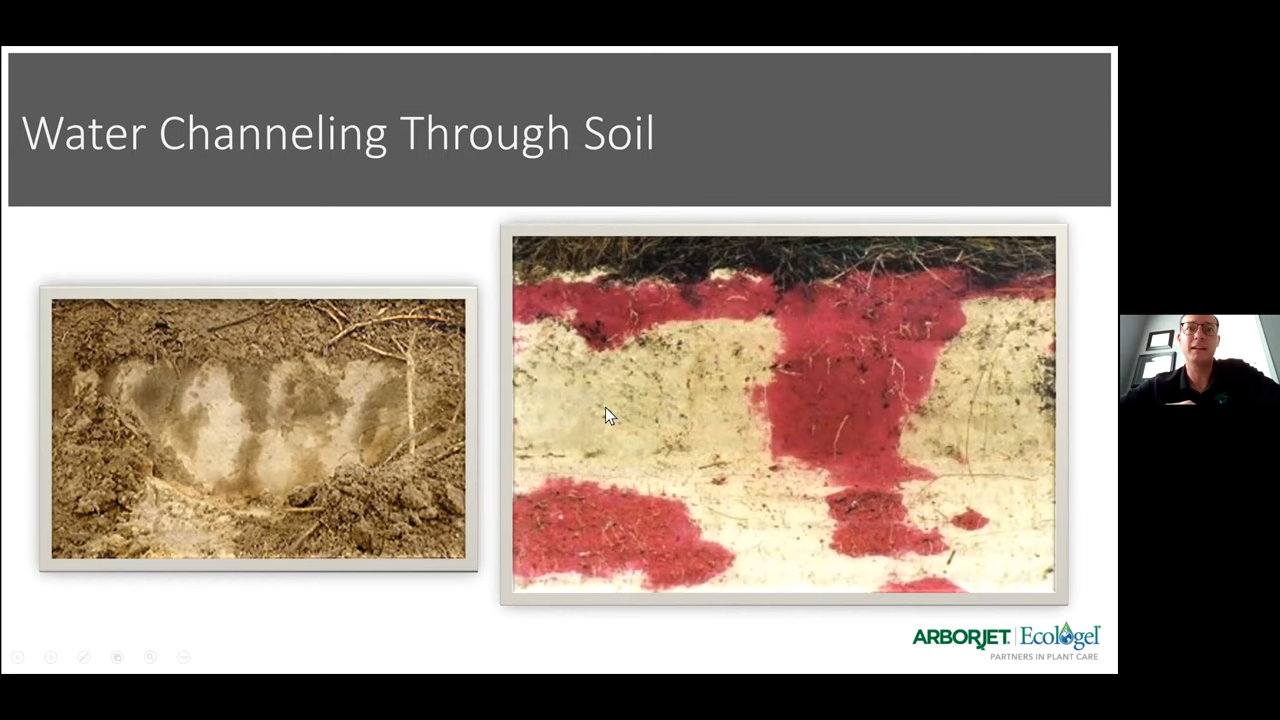 Water Channeling Through Soil
ARBORJET | Ecologel
PARTNERS IN PLANT CARE